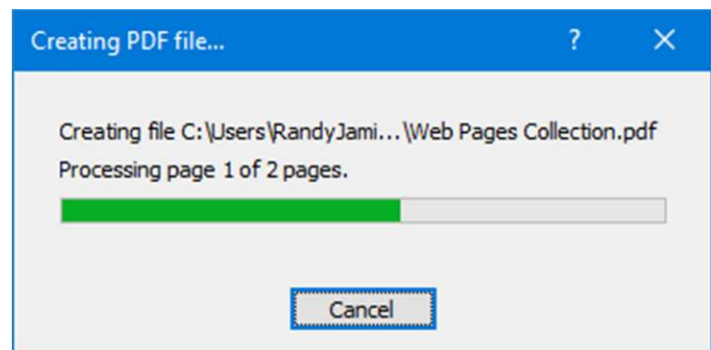 Creating PDF file...
Creating file C:\Users\RandyJami...\Web Pages Collection.pdf
Processing page 1 of 2 pages.
Cancel